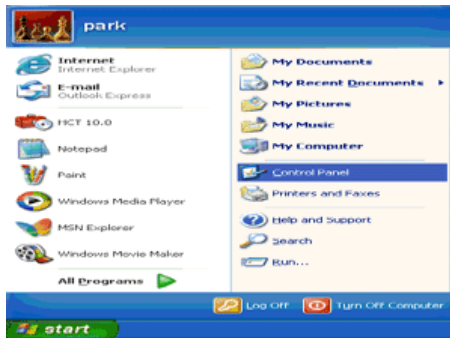 park
Internet
Internet Explorer
E-mail
Outlook Express
HCT 10.0
Notepad
Paint
Windows Media Player
MSN Explorer
Windows Movie Maker
All Programs
My Documents
My Recent Documents
My Pictures
My Music
My Computer
Control Panel
Printers and Faxes
Help and Support
Search
Run...
Log Off
Turn Off Computer
start